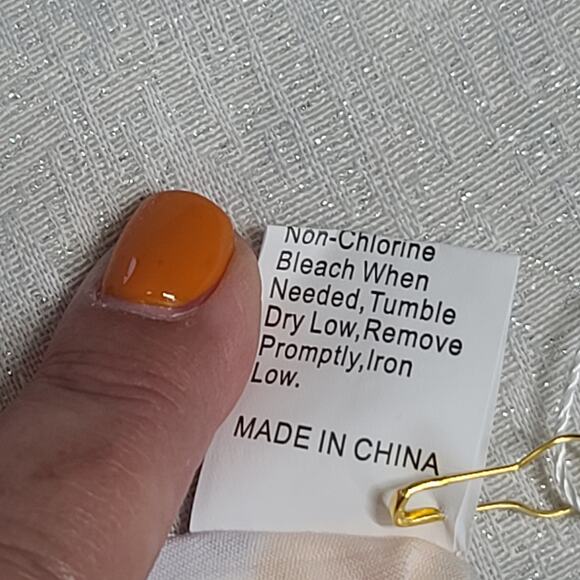 Non-Chlorine
Bleach When
Needed,Tumble
Dry Low,Remove
Promptly,Iron
Low.
MADE IN CHINA